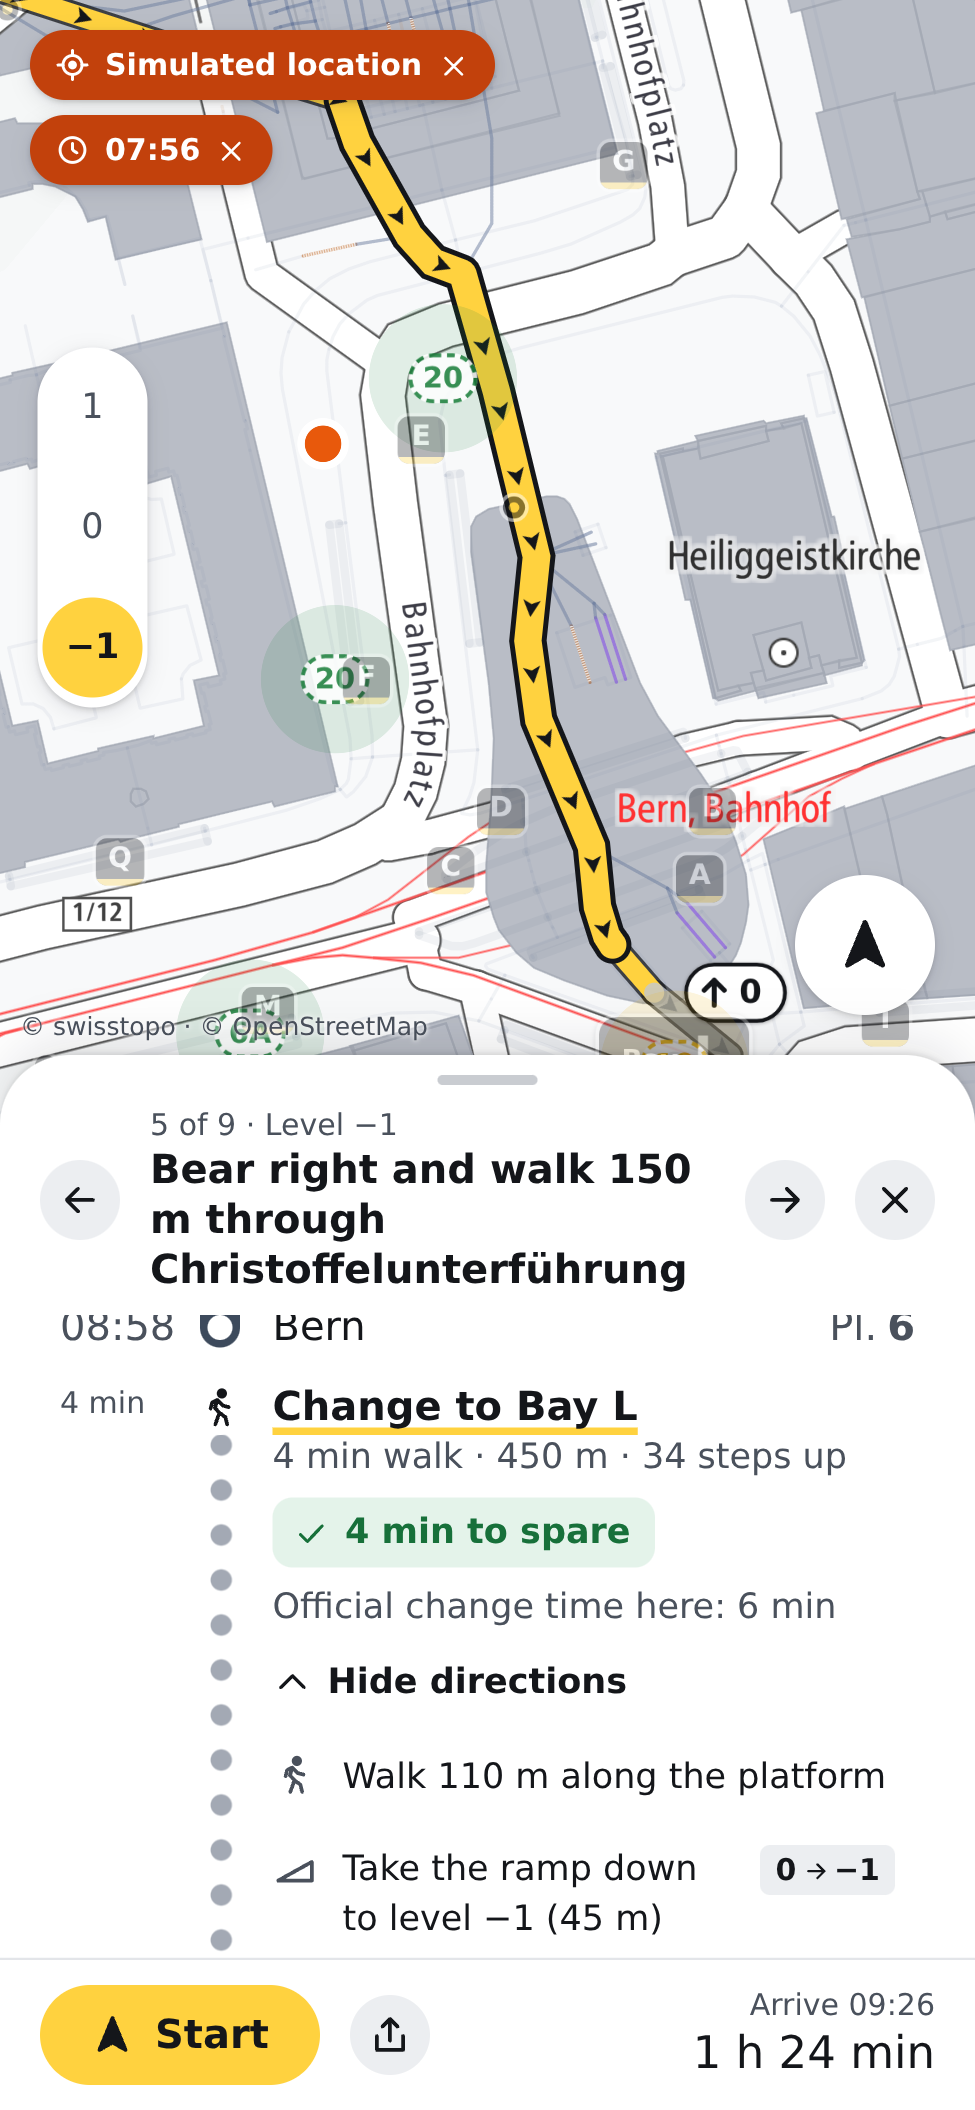 Simulated location
07:56
Bahnhofplatz
G
20
E
1
0
−1
Heiliggeistkirche
Bahnhofplatz
20
F
D
Bern, Bahnhof
B
Q
C
A
1/12
0
M
6A
© swisstopo · © OpenStreetMap
5 of 9 · Level −1
Bear right and walk 150
m through
Christoffelunterführung
08:58
Bern
Pl. 6
4 min
Change to Bay L
4 min walk · 450 m · 34 steps up
4 min to spare
Official change time here: 6 min
Hide directions
Walk 110 m along the platform
Take the ramp down
to level −1 (45 m)
0 → −1
Start
Arrive 09:26
1 h 24 min